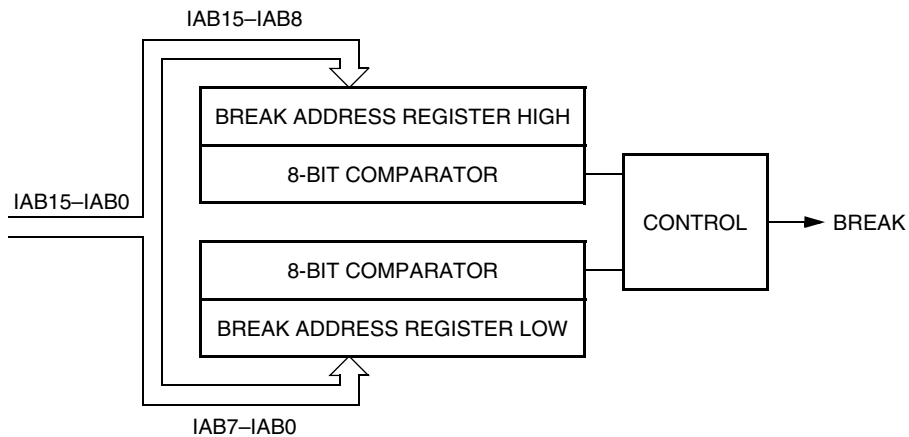 IAB15–IAB8
BREAK ADDRESS REGISTER HIGH
8-BIT COMPARATOR
IAB15–IAB0
CONTROL
BREAK
8-BIT COMPARATOR
BREAK ADDRESS REGISTER LOW
IAB7–IAB0